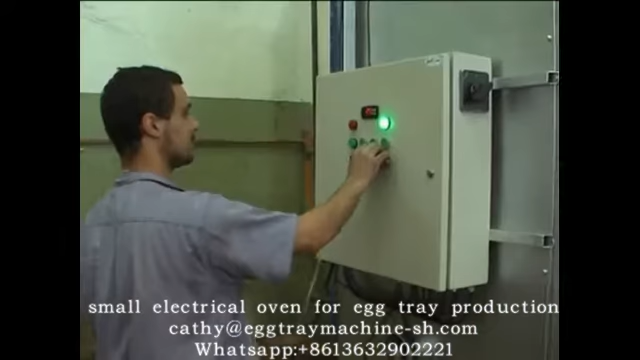 small electrical oven for egg tray production
cathy@eggtraymachine-sh.com
Whatsapp:+8613632902221